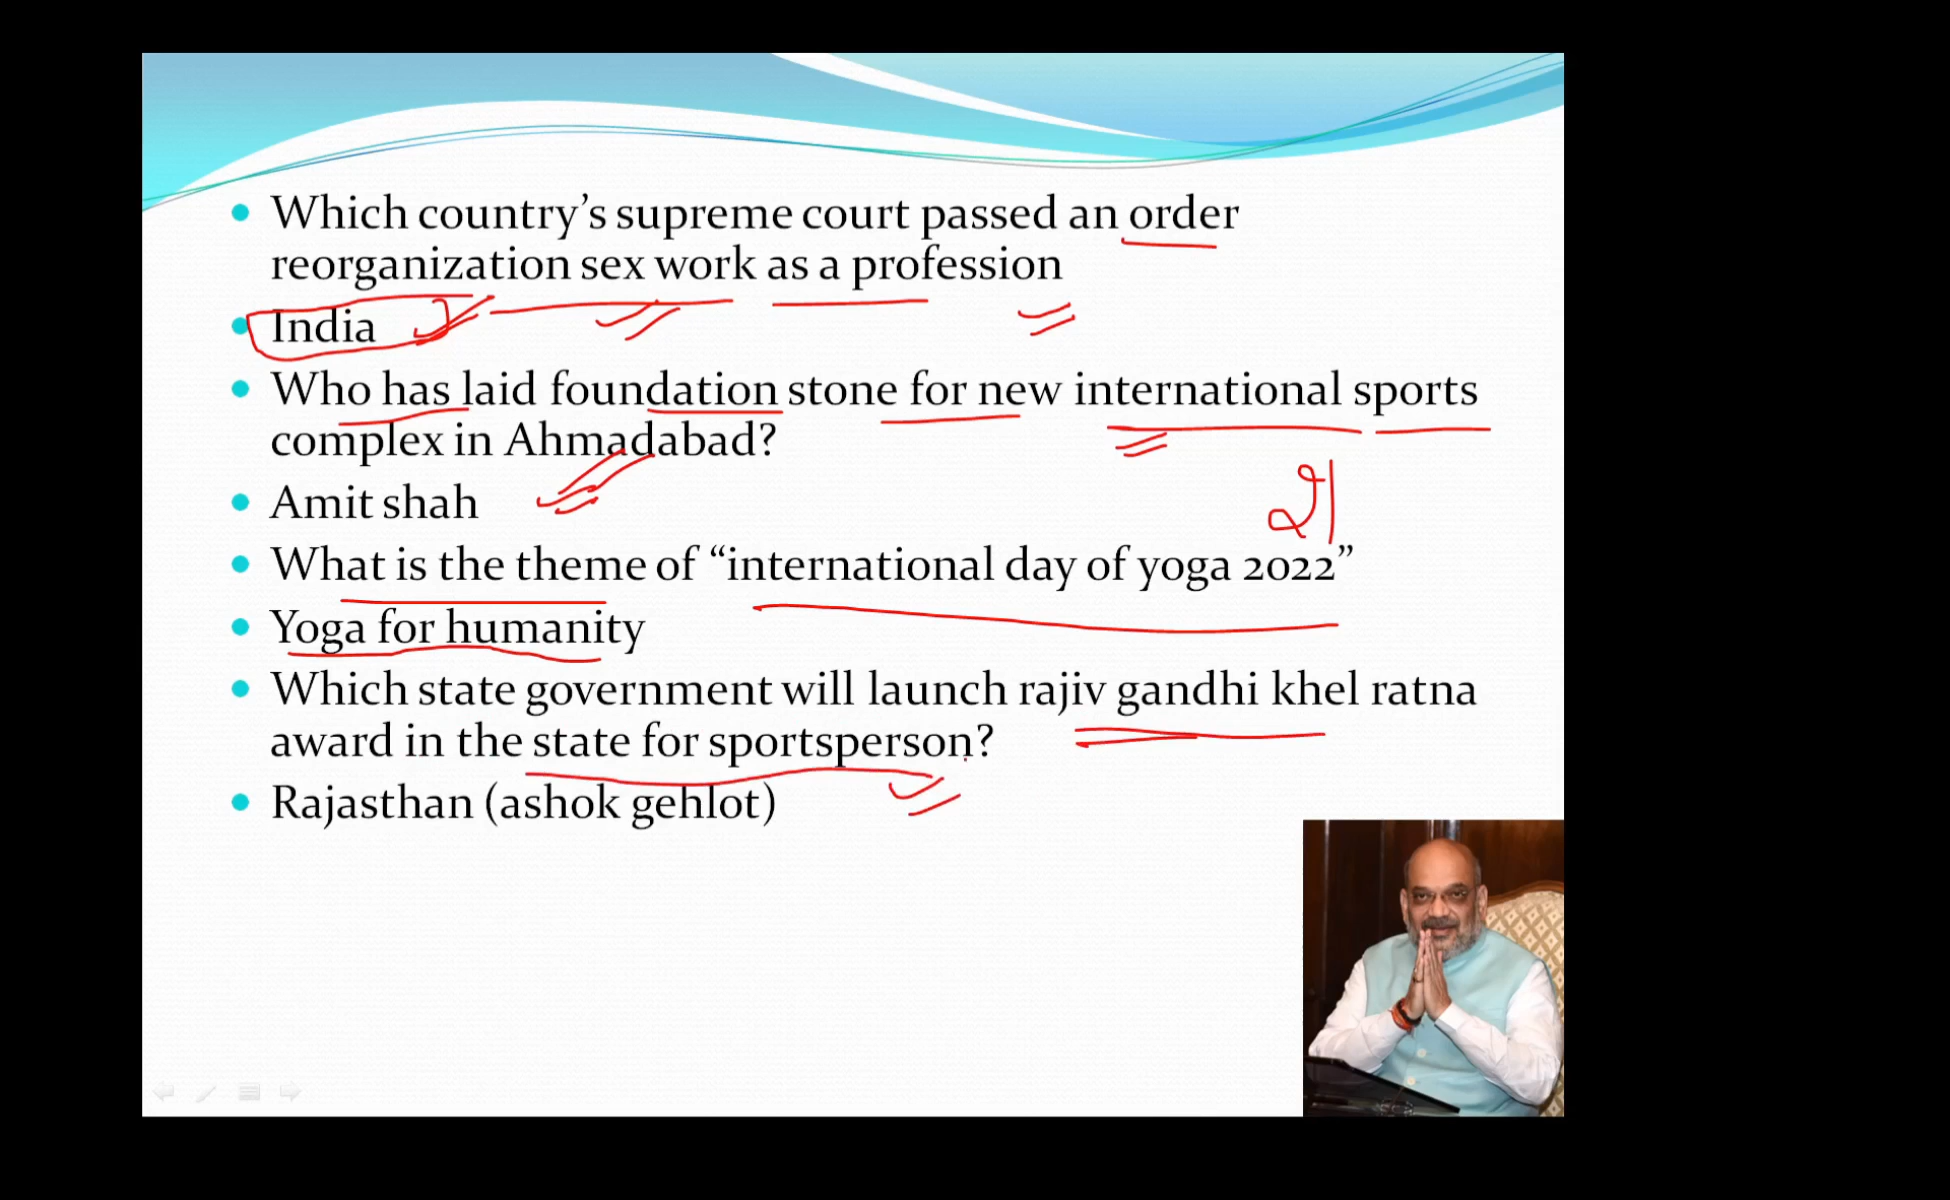 Which country’s supreme court passed an order
reorganization sex work as a profession
India
Who has laid foundation stone for new international sports
complex in Ahmadabad?
Amit shah
શ
What is the theme of “international day of yoga 2022”
Yoga for humanity
Which state government will launch rajiv gandhi khel ratna
award in the state for sportsperson?
Rajasthan (ashok gehlot)